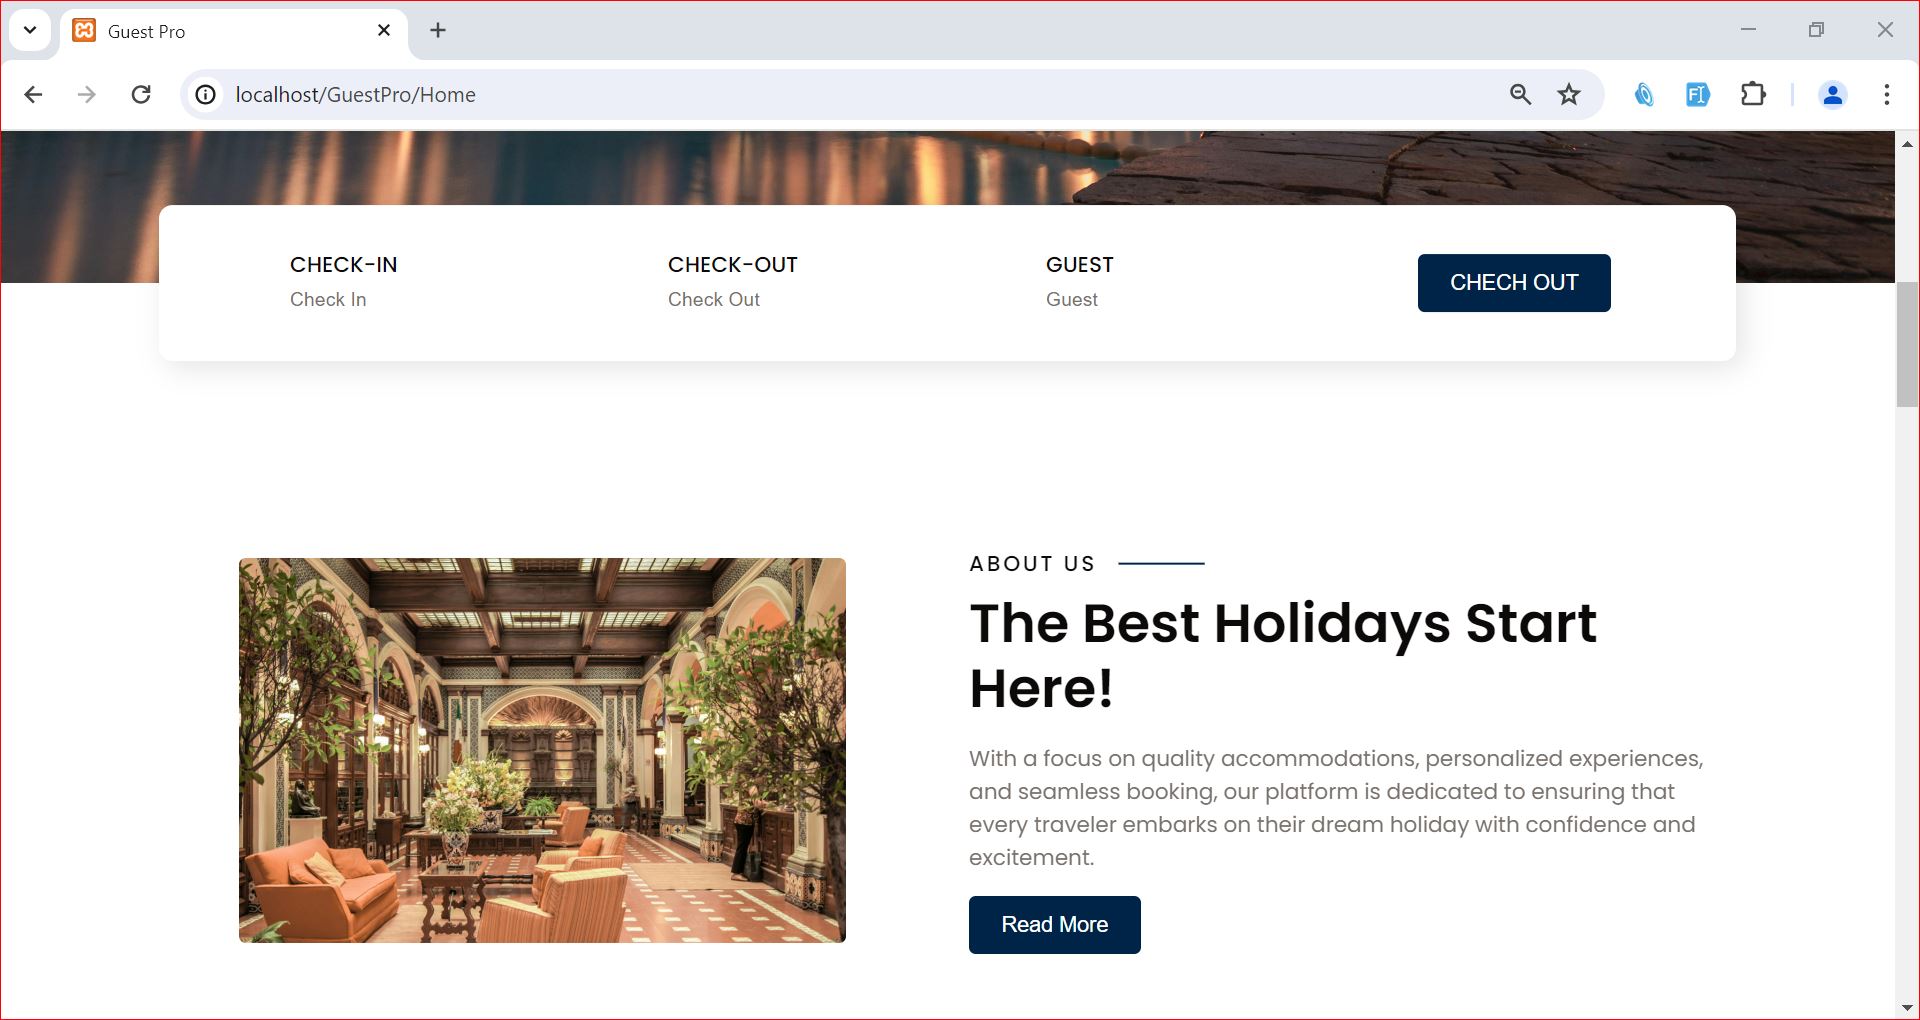 Guest Pro
localhost/GuestPro/Home
CHECK-IN
Check In
CHECK-OUT
Check Out
GUEST
Guest
CHECH OUT
ABOUT US
The Best Holidays Start
Here!
With a focus on quality accommodations, personalized experiences,
and seamless booking, our platform is dedicated to ensuring that
every traveler embarks on their dream holiday with confidence and
excitement.
Read More